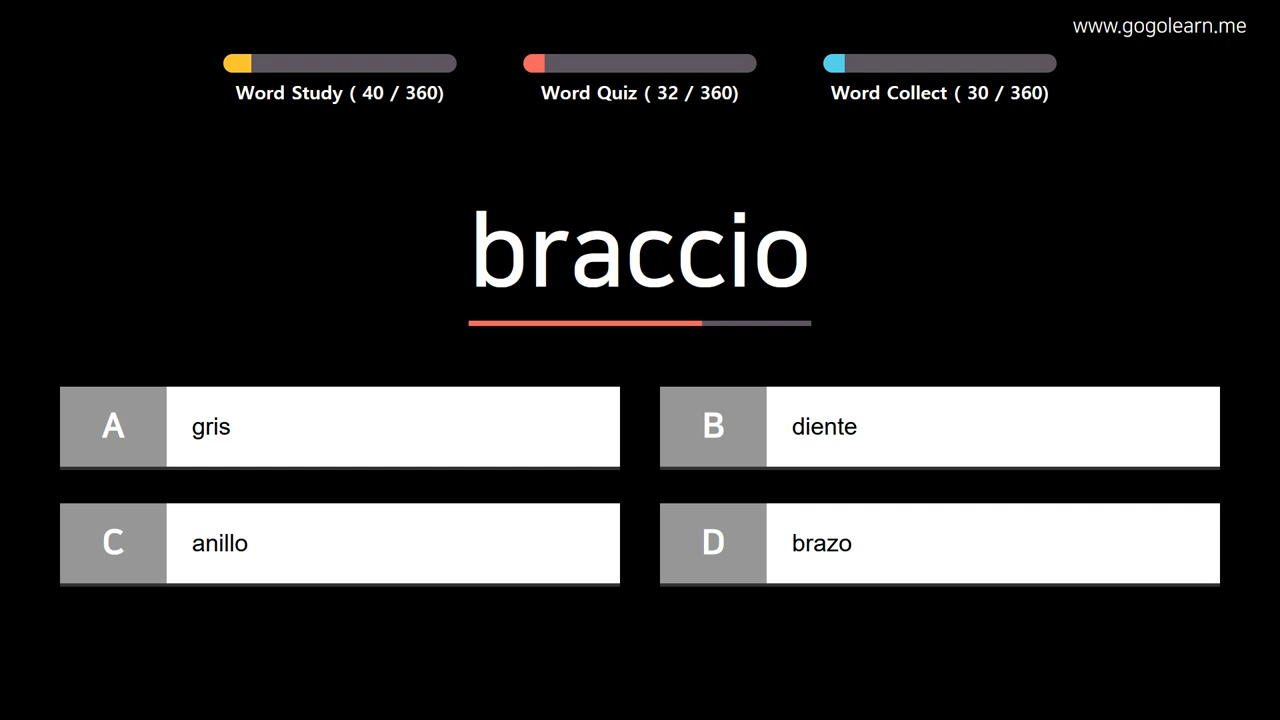 www.gogolearn.me
Word Study ( 40 / 360)
Word Quiz ( 32 / 360)
Word Collect ( 30 / 360)
braccio
A gris
B diente
C anillo
D brazo